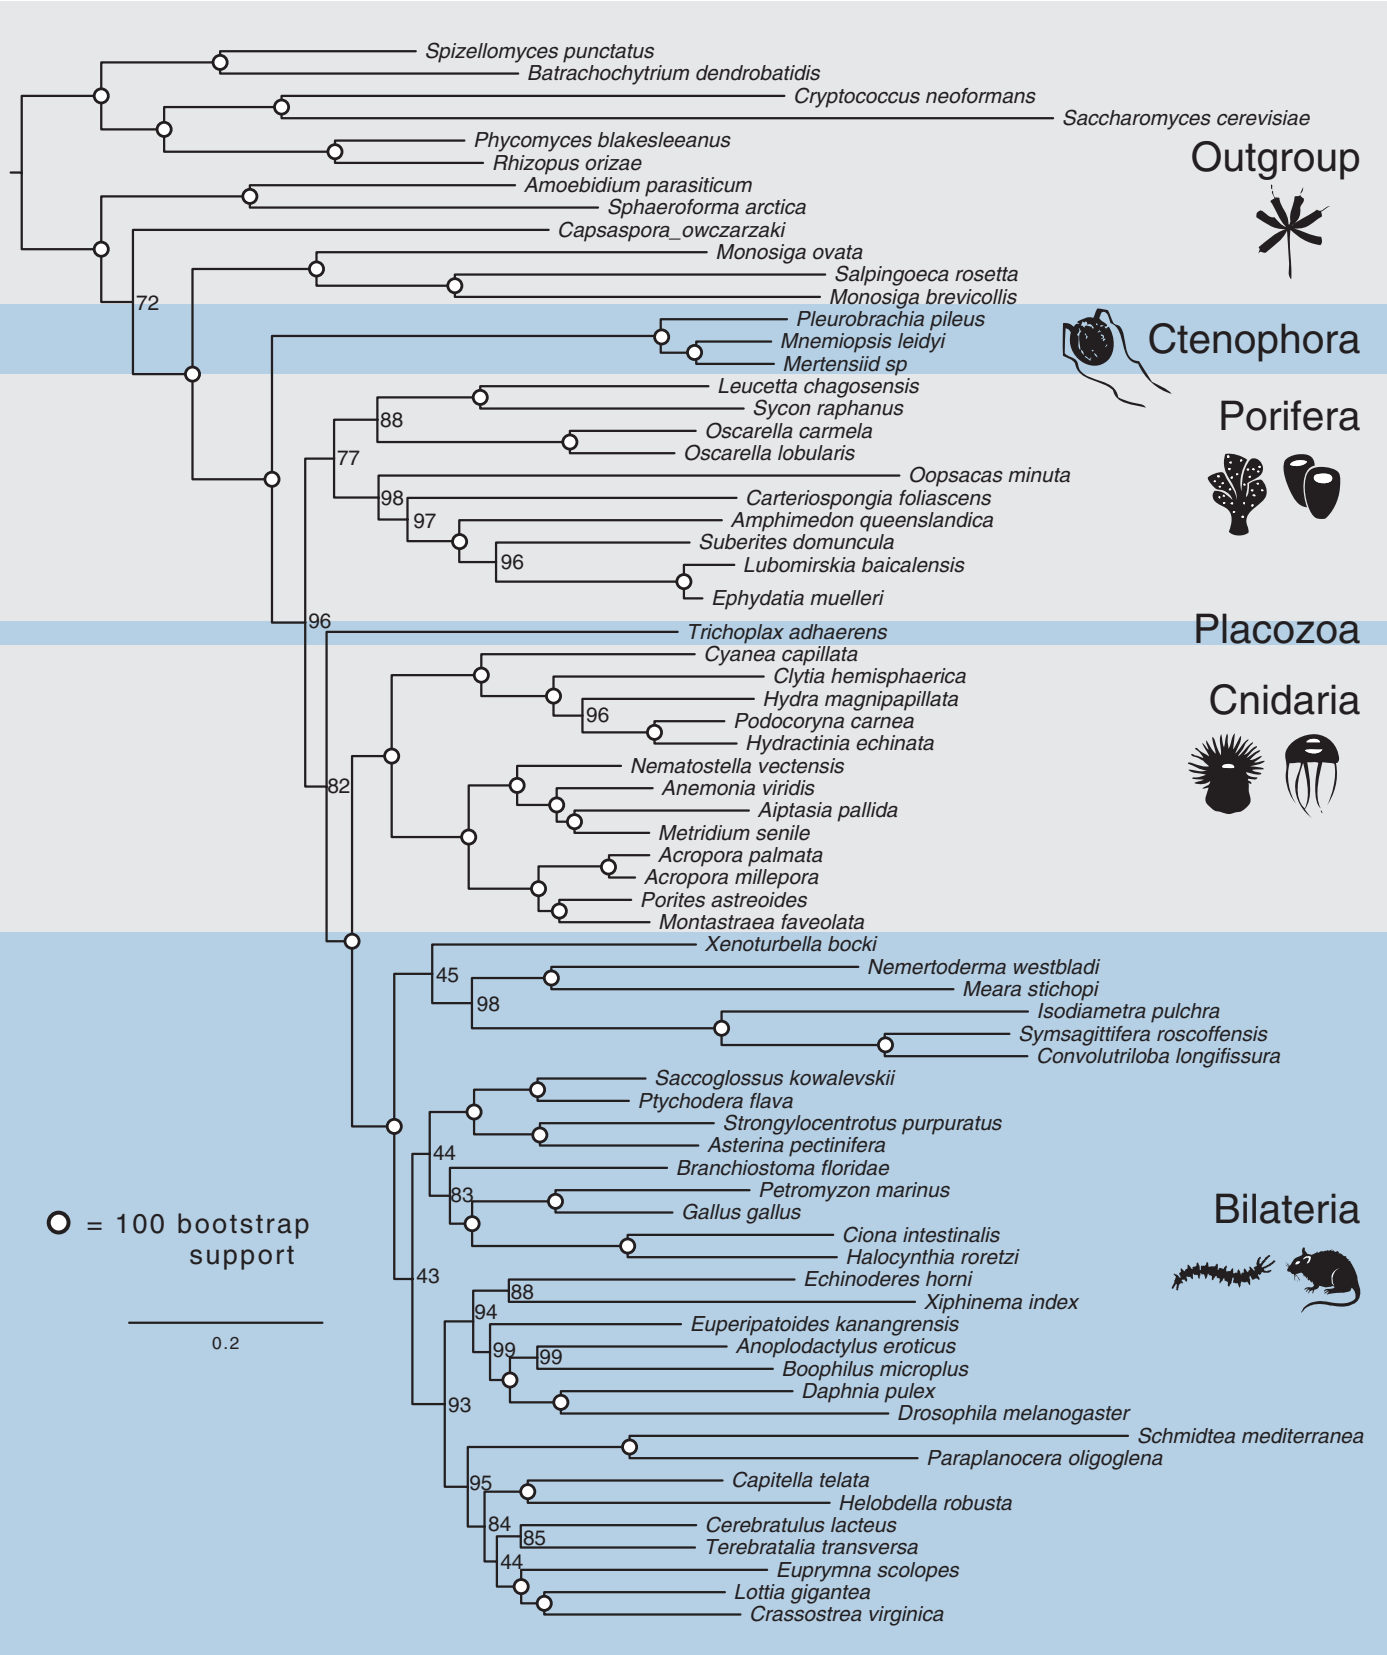 Spizellomyces punctatus
Batrachochytrium dendrobatidis
Cryptococcus neoformans
Saccharomyces cerevisiae
Phycomyces blakesleeanus
Outgroup
Rhizopus orizae
Amoebidium parasiticum
Sphaeroforma arctica
Capsaspora_owczarzaki
Monosiga ovata
Salpingoeca rosetta
Monosiga brevicollis
72
Pleurobrachia pileus
Mnemiopsis leidyi
Ctenophora
Mertensiid sp
Leucetta chagosensis
Sycon raphanus
Porifera
88
Oscarella carmela
Oscarella lobularis
77
Oopsacas minuta
98
Carteriospongia foliascens
97
Amphimedon queenslandica
Suberites domuncula
96
Lubomirskia baicalensis
Ephydatia muelleri
96
Trichoplax adhaerens
Placozoa
Cyanea capillata
Clytia hemisphaerica
Hydra magnipapillata
Cnidaria
96
Podocoryna carnea
Hydractinia echinata
Nematostella vectensis
82
Anemonia viridis
Aiptasia pallida
Metridium senile
Acropora palmata
Acropora millepora
Porites astreoides
Montastraea faveolata
Xenoturbella bocki
45
Nemertoderma westbladi
Meara stichopi
98
Isodiametra pulchra
Symsagittifera roscoffensis
Convolutriloba longifissura
Saccoglossus kowalevskii
Ptychodera flava
Strongylocentrotus purpuratus
Asterina pectinifera
44
Branchiostoma floridae
83
Petromyzon marinus
Gallus gallus
Bilateria
= 100 bootstrap
support
Ciona intestinalis
Halocynthia roretzi
43
Echinoderes horni
88
Xiphinema index
94
Euperipatoides kanangrensis
0.2
99
Anoplodactylus eroticus
99
Boophilus microplus
Daphnia pulex
93
Drosophila melanogaster
Schmidtea mediterranea
Paraplanocera oligoglena
95
Capitella telata
Helobdella robusta
84
Cerebratulus lacteus
85
Terebratalia transversa
44
Euprymna scolopes
Lottia gigantea
Crassostrea virginica